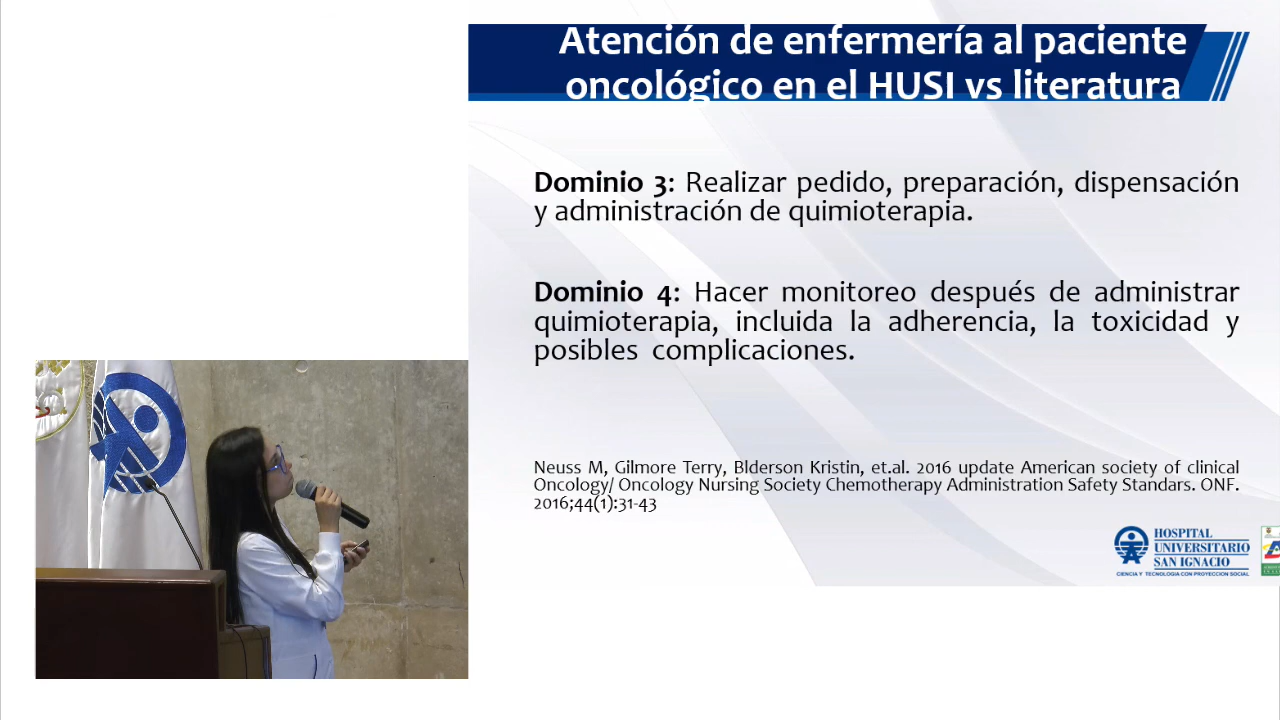 Atención de enfermería al paciente
oncológico en el HUSI vs literatura
Dominio 3: Realizar pedido, preparación, dispensación
y administración de quimioterapia.
Dominio 4: Hacer monitoreo después de administrar
quimioterapia, incluida la adherencia, la toxicidad y
posibles complicaciones.
Neuss M, Gilmore Terry, Blderson Kristin, et.al. 2016 update American society of clinical
Oncology/ Oncology Nursing Society Chemotherapy Administration Safety Standars. ONF.
2016;44(1):31-43
HOSPITAL
UNIVERSITARIO
SAN IGNACIO
CIENCIA Y TECNOLOGIA CON PROYECCION SOCIAL